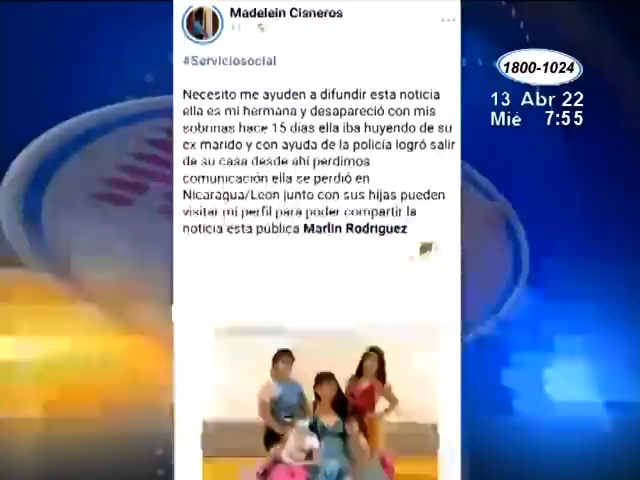 Madelein Cisneros
#Serviciosocial
Necesito me ayuden a difundir esta noticia
ella es mi hermana y desapareció con mis
sobrinas hace 15 dias ella iba huyendo de su
ex marido y con ayuda de la policía logró salir
de su casa desde ahi perdimos
comunicación ella se perdió en
Nicaragua/Leon junto con sus hijas pueden
visitar mi perfil para poder compartir la
noticia esta pública Marlin Rodriguez
1800-1024
13 Abr 22
Mié 7:55